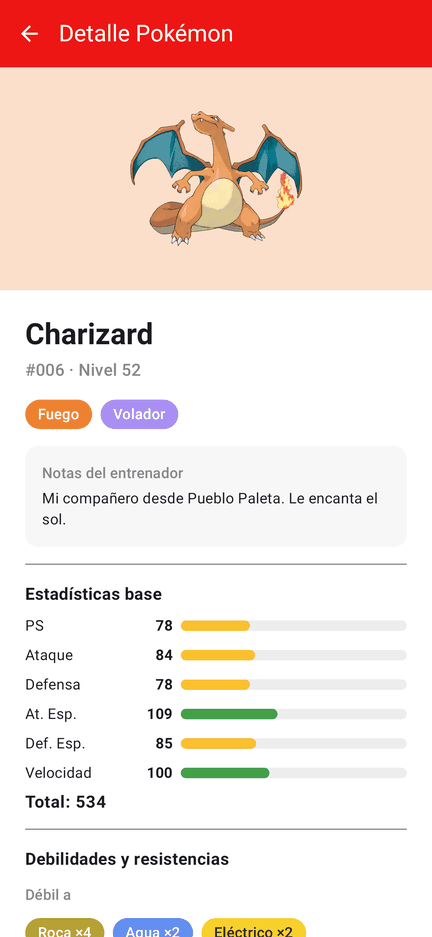 Detalle Pokémon
Charizard
#006 · Nivel 52
Fuego Volador
Notas del entrenador
Mi compañero desde Pueblo Paleta. Le encanta el
sol.
Estadísticas base
PS 78
Ataque 84
Defensa 78
At. Esp. 109
Def. Esp. 85
Velocidad 100
Total: 534
Debilidades y resistencias
Débil a
Roca ×4 Agua ×2 Eléctrico ×2